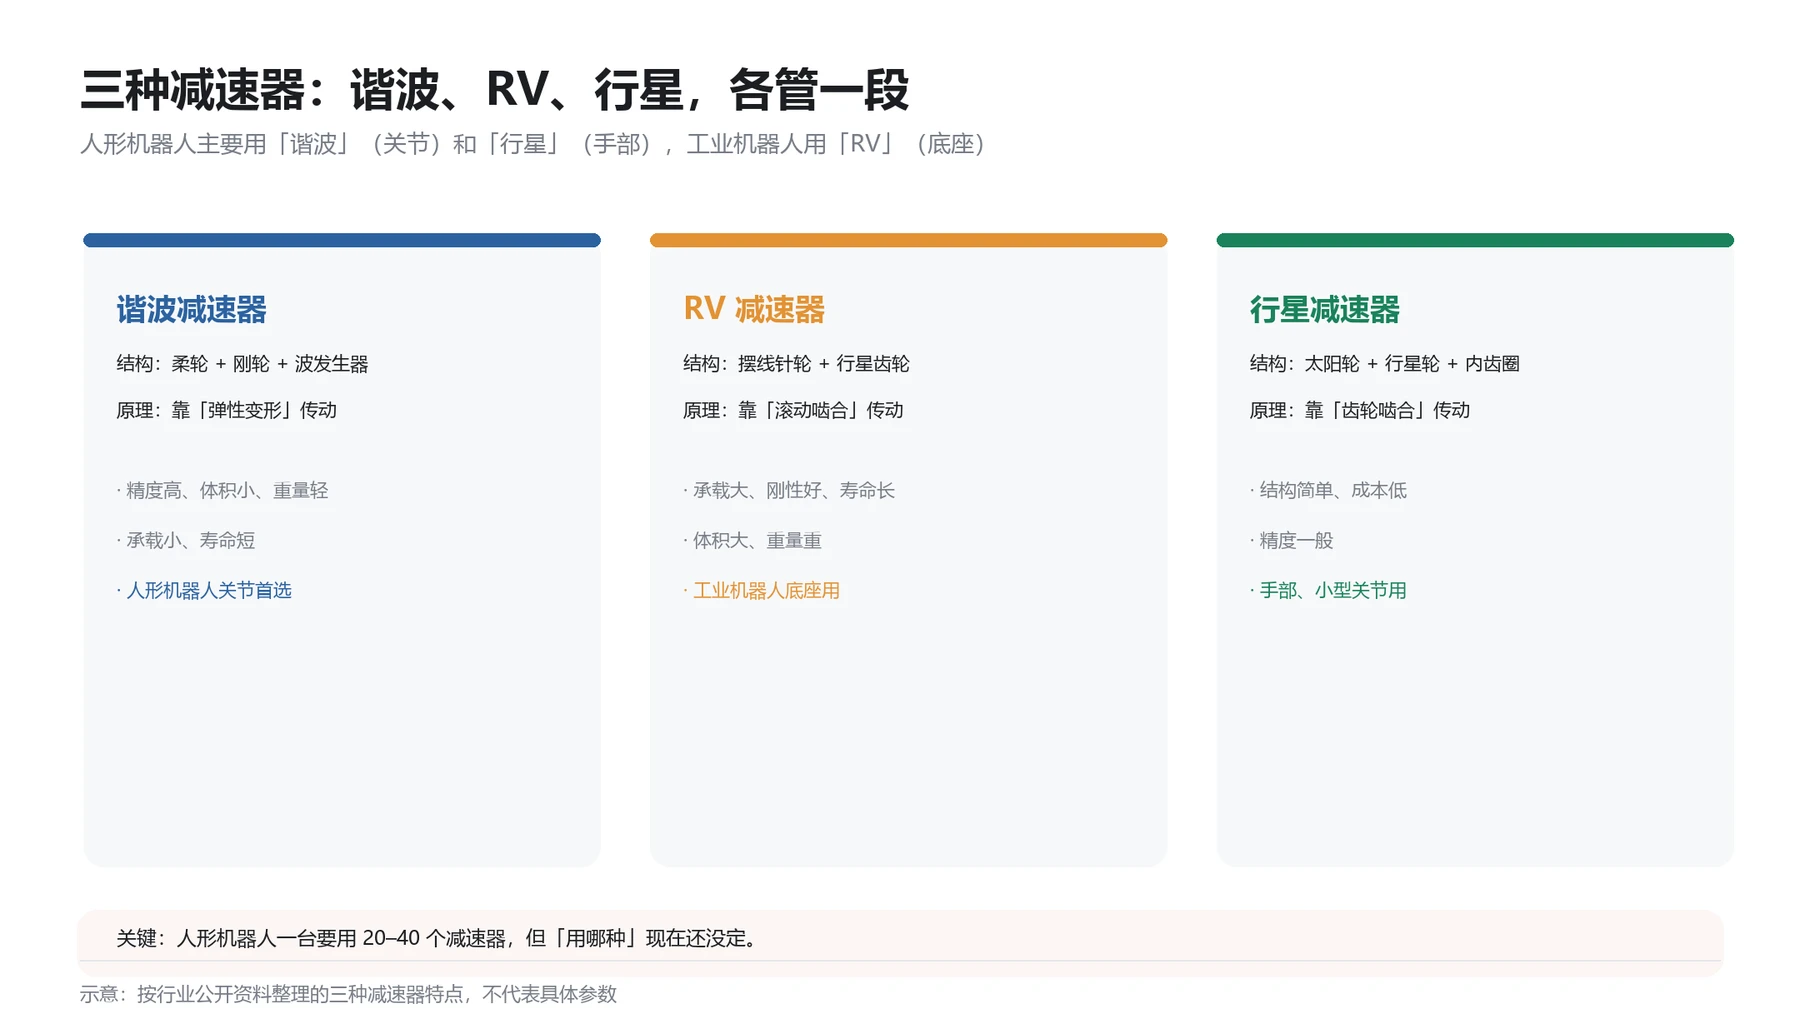 三种减速器：谐波、RV、行星，各管一段
人形机器人主要用「谐波」（关节）和「行星」（手部），工业机器人用「RV」（底座）
谐波减速器
结构：柔轮 + 刚轮 + 波发生器
原理：靠「弹性变形」传动
· 精度高、体积小、重量轻
· 承载小、寿命短
· 人形机器人关节首选
RV 减速器
结构：摆线针轮 + 行星齿轮
原理：靠「滚动啮合」传动
· 承载大、刚性好、寿命长
· 体积大、重量重
· 工业机器人底座用
行星减速器
结构：太阳轮 + 行星轮 + 内齿圈
原理：靠「齿轮啮合」传动
· 结构简单、成本低
· 精度一般
· 手部、小型关节用
关键：人形机器人一台要用 20–40 个减速器，但「用哪种」现在还没定。
示意：按行业公开资料整理的三种减速器特点，不代表具体参数